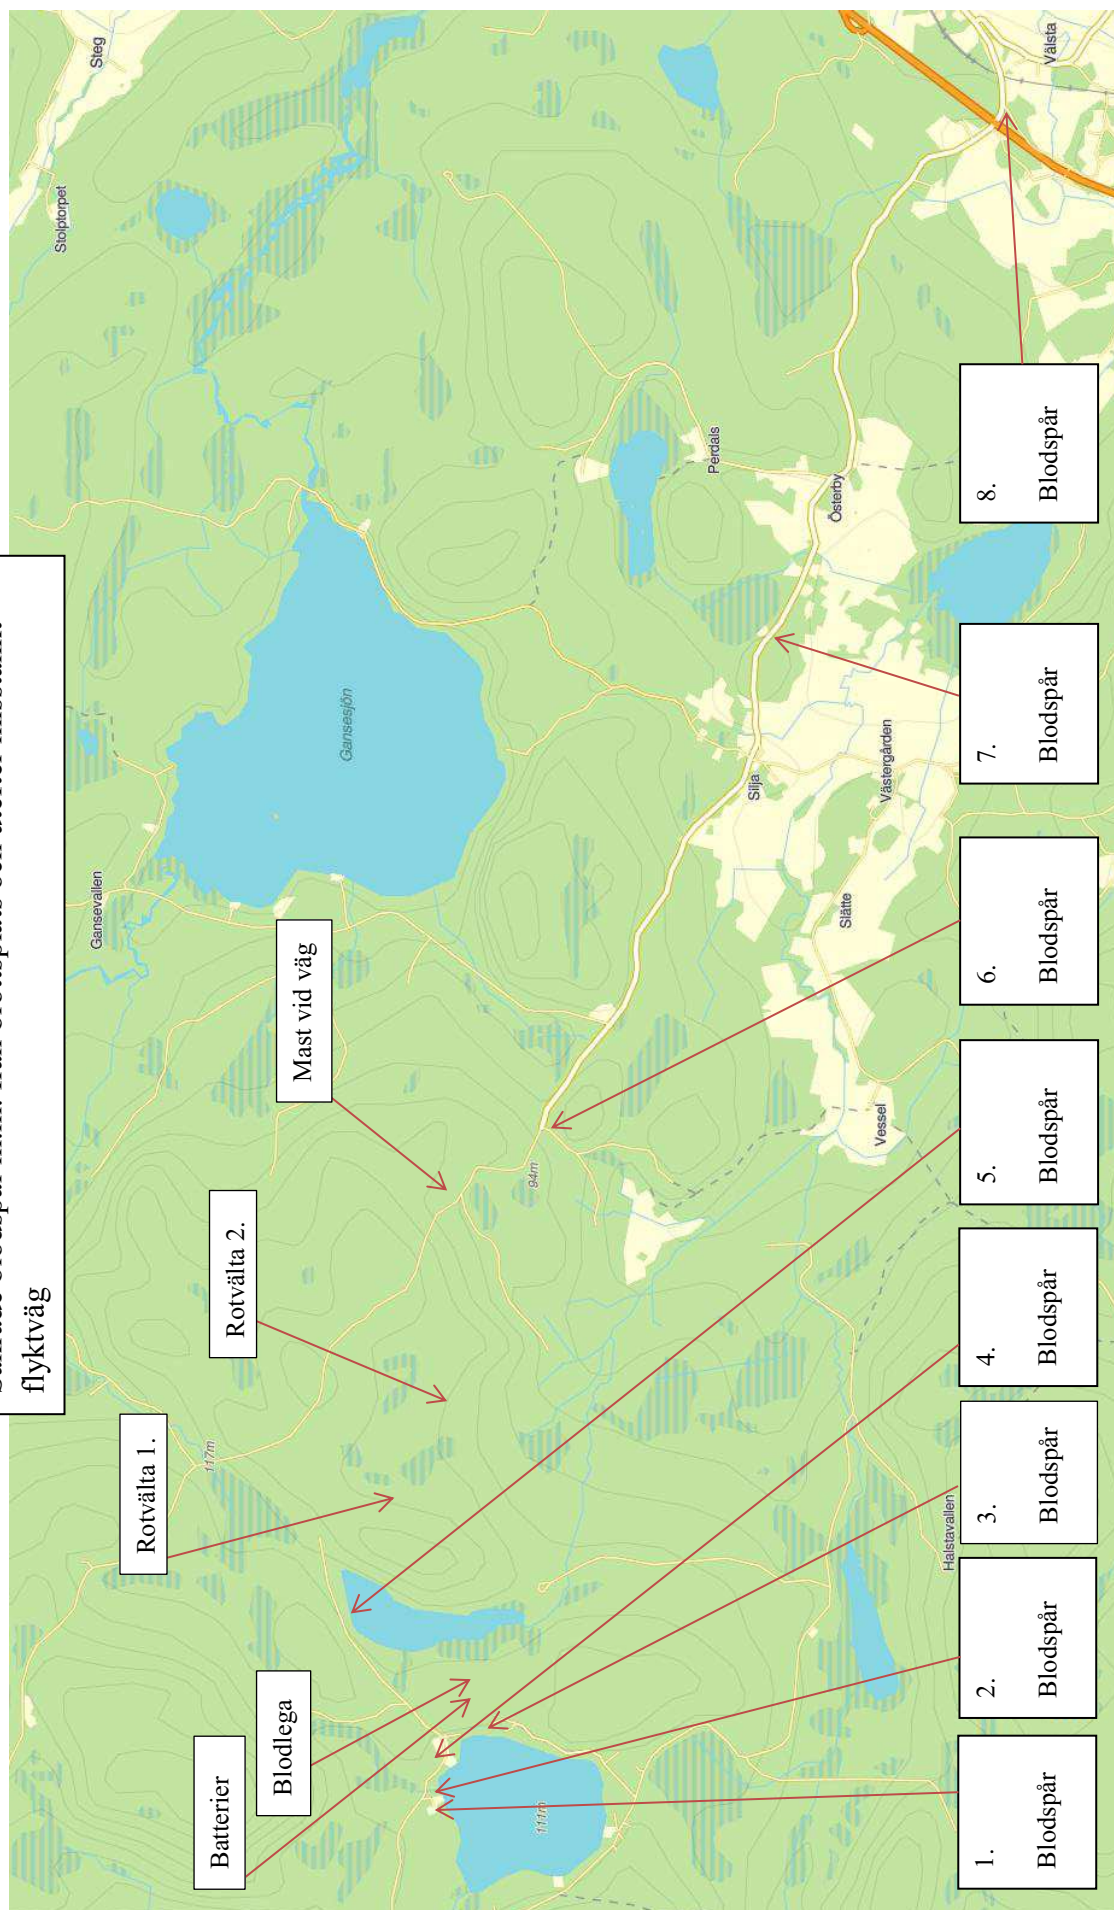 flyktväg
Stolptorpet
Steg
Gansevallen
Rotvälta 1.
117m
Batterier
Rotvälta 2.
Blodlega
Mast vid väg
Gansesjön
94m
111m
Silja
Perdals
Slätte
Österby
Vessel
Västergården
Halstavallen
Välsta
1.
Blodspår
2.
Blodspår
3.
Blodspår
4.
Blodspår
5.
Blodspår
6.
Blodspår
7.
Blodspår
8.
Blodspår